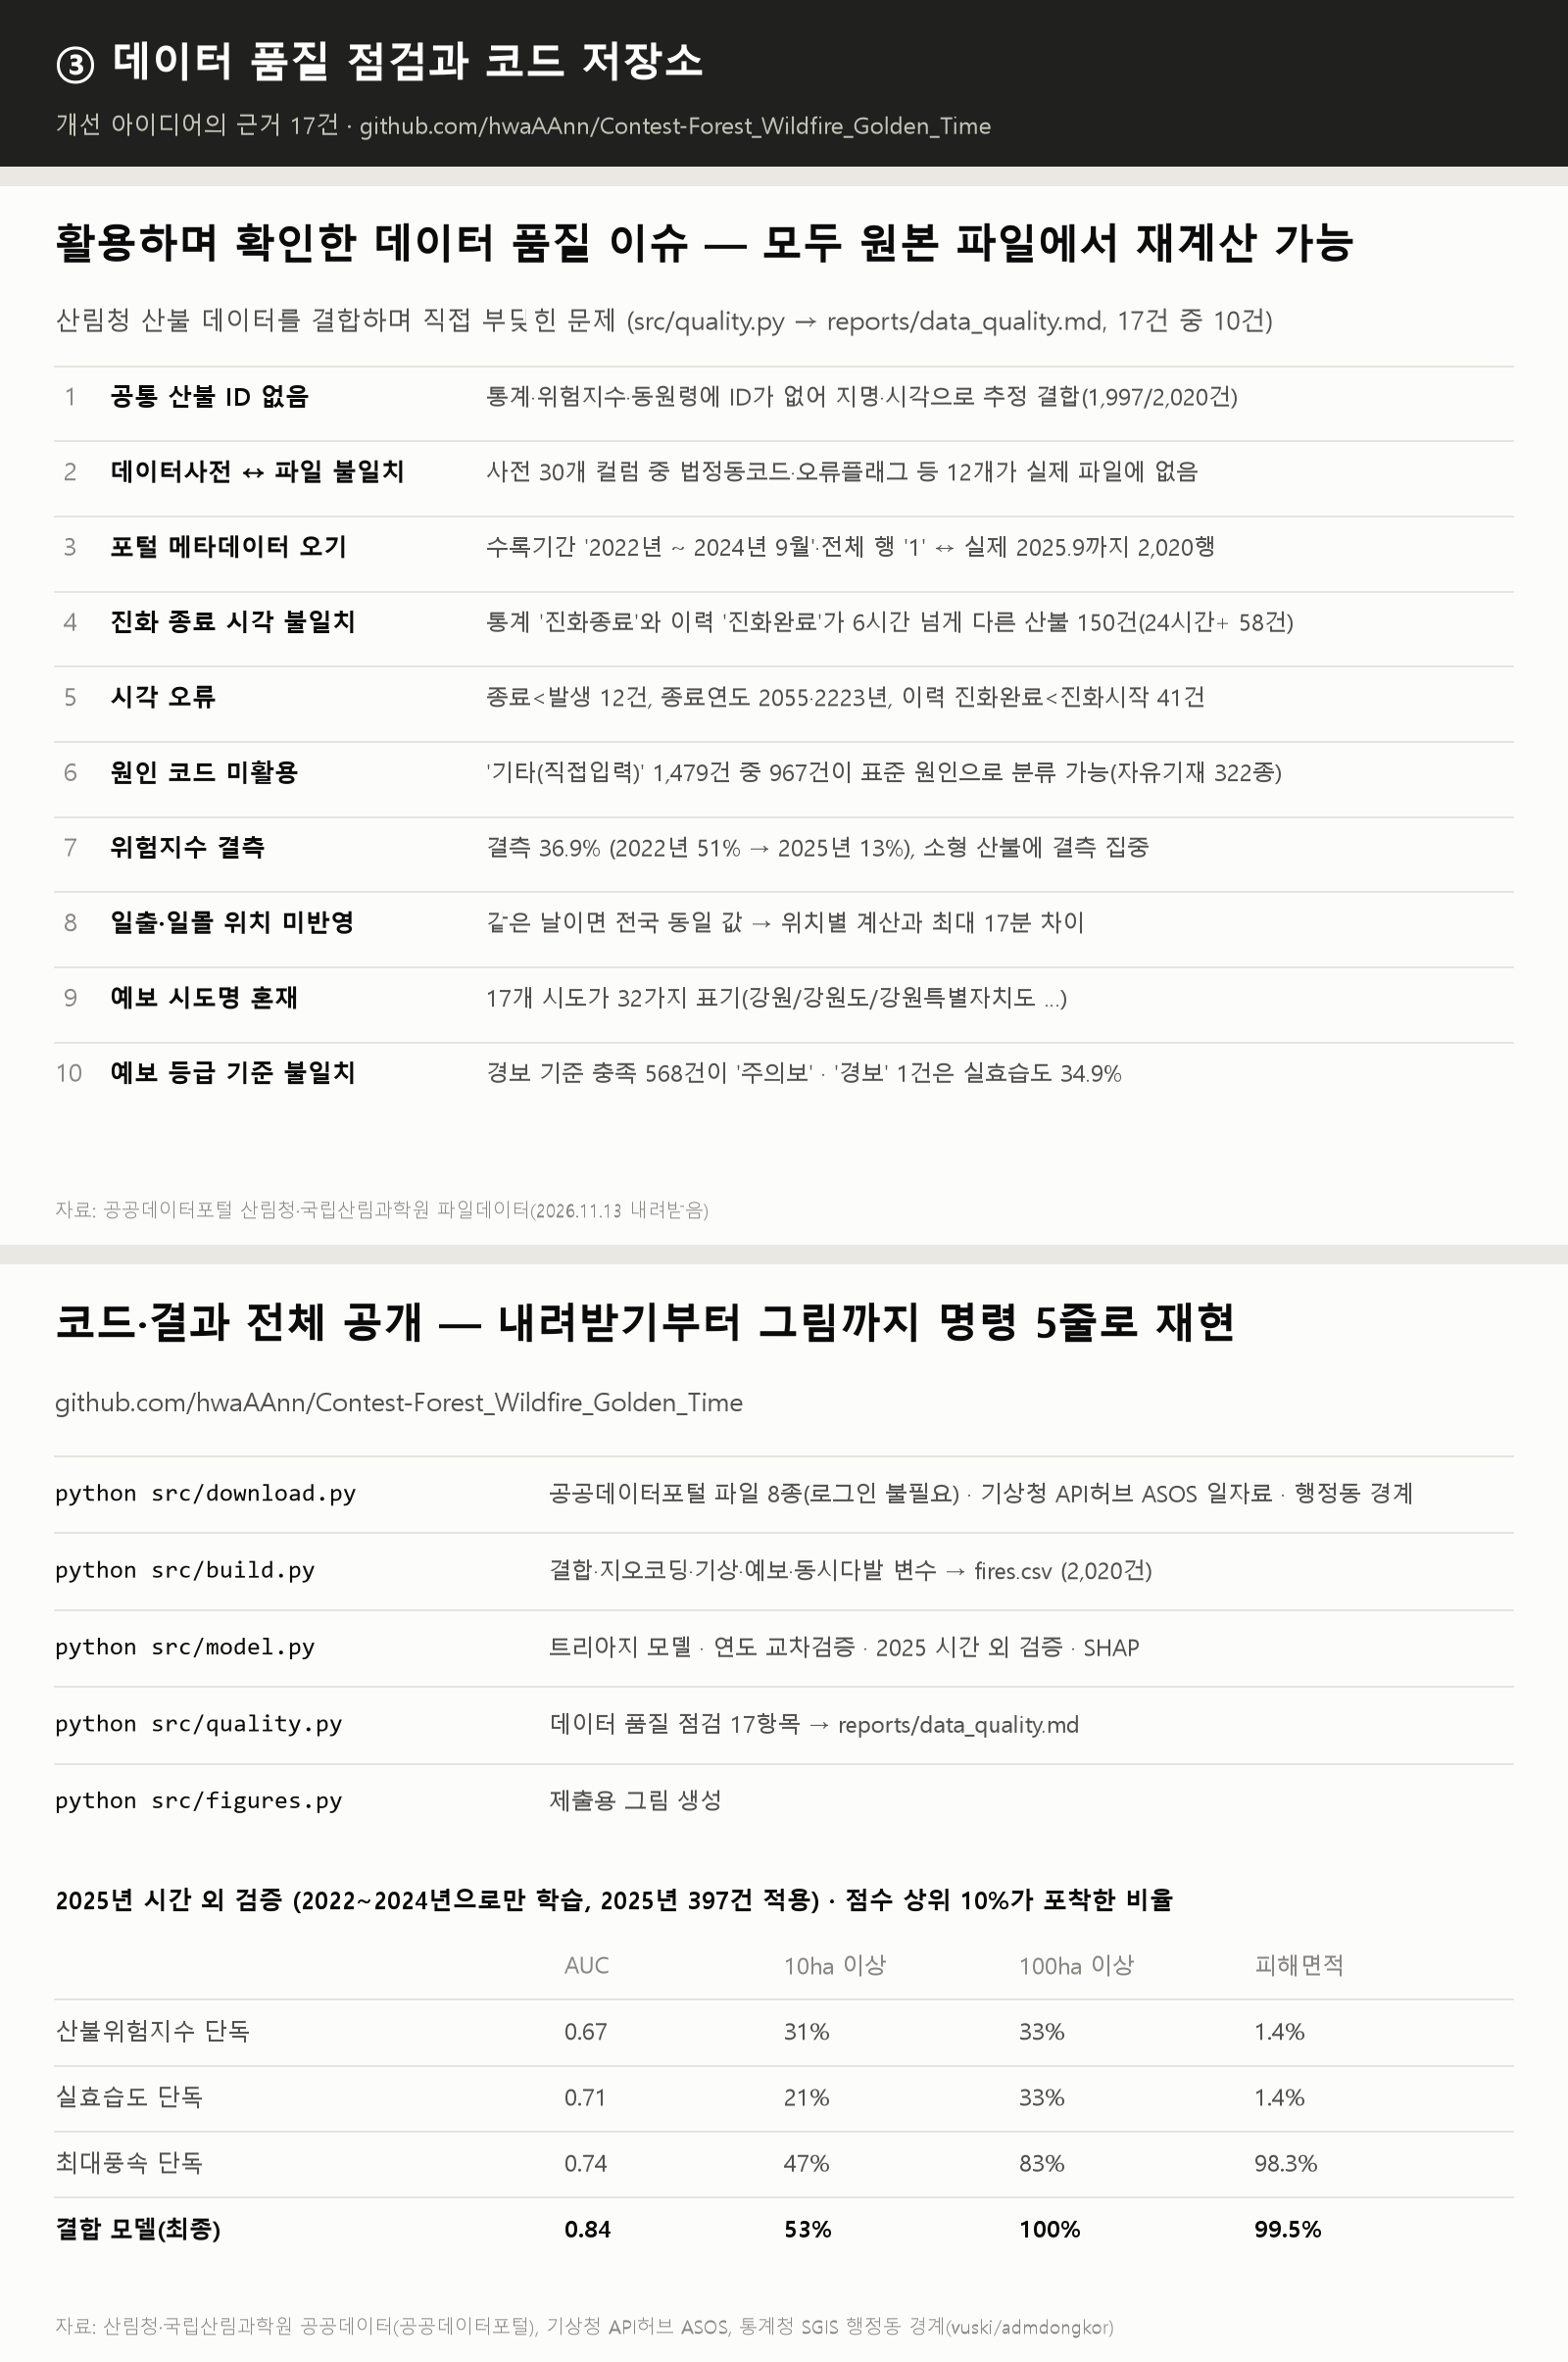 ③ 데이터 품질 점검과 코드 저장소
개선 아이디어의 근거 17건 · github.com/hwaAAnn/Contest-Forest_Wildfire_Golden_Time
활용하며 확인한 데이터 품질 이슈 — 모두 원본 파일에서 재계산 가능
산림청 산불 데이터를 결합하며 직접 부딪힌 문제 (src/quality.py → reports/data_quality.md, 17건 중 10건)
1 공통 산불 ID 없음 통계·위험지수·동원령에 ID가 없어 지명·시각으로 추정 결합(1,997/2,020건)
2 데이터사전 ↔ 파일 불일치 사전 30개 컬럼 중 법정동코드·오류플래그 등 12개가 실제 파일에 없음
3 포털 메타데이터 오기 수록기간 '2022년 ~ 2024년 9월'·전체 행 '1' ↔ 실제 2025.9까지 2,020행
4 진화 종료 시각 불일치 통계 '진화종료'와 이력 '진화완료'가 6시간 넘게 다른 산불 150건(24시간+ 58건)
5 시각 오류 종료<발생 12건, 종료연도 2055·2223년, 이력 진화완료<진화시작 41건
6 원인 코드 미활용 '기타(직접입력)' 1,479건 중 967건이 표준 원인으로 분류 가능(자유기재 322종)
7 위험지수 결측 결측 36.9% (2022년 51% → 2025년 13%), 소형 산불에 결측 집중
8 일출·일몰 위치 미반영 같은 날이면 전국 동일 값 → 위치별 계산과 최대 17분 차이
9 예보 시도명 혼재 17개 시도가 32가지 표기(강원/강원도/강원특별자치도 ...)
10 예보 등급 기준 불일치 경보 기준 충족 568건이 '주의보' · '경보' 1건은 실효습도 34.9%
자료: 공공데이터포털 산림청·국립산림과학원 파일데이터(2026.11.13 내려받음)
코드·결과 전체 공개 — 내려받기부터 그림까지 명령 5줄로 재현
github.com/hwaAAnn/Contest-Forest_Wildfire_Golden_Time
python src/download.py 공공데이터포털 파일 8종(로그인 불필요) · 기상청 API허브 ASOS 일자료 · 행정동 경계
python src/build.py 결합·지오코딩·기상·예보·동시다발 변수 → fires.csv (2,020건)
python src/model.py 트리아지 모델 · 연도 교차검증 · 2025 시간 외 검증 · SHAP
python src/quality.py 데이터 품질 점검 17항목 → reports/data_quality.md
python src/figures.py 제출용 그림 생성
2025년 시간 외 검증 (2022~2024년으로만 학습, 2025년 397건 적용) · 점수 상위 10%가 포착한 비율
AUC 10ha 이상 100ha 이상 피해면적
산불위험지수 단독 0.67 31% 33% 1.4%
실효습도 단독 0.71 21% 33% 1.4%
최대풍속 단독 0.74 47% 83% 98.3%
결합 모델(최종) 0.84 53% 100% 99.5%
자료: 산림청·국립산림과학원 공공데이터(공공데이터포털), 기상청 API허브 ASOS, 통계청 SGIS 행정동 경계(vuski/admdongkor)